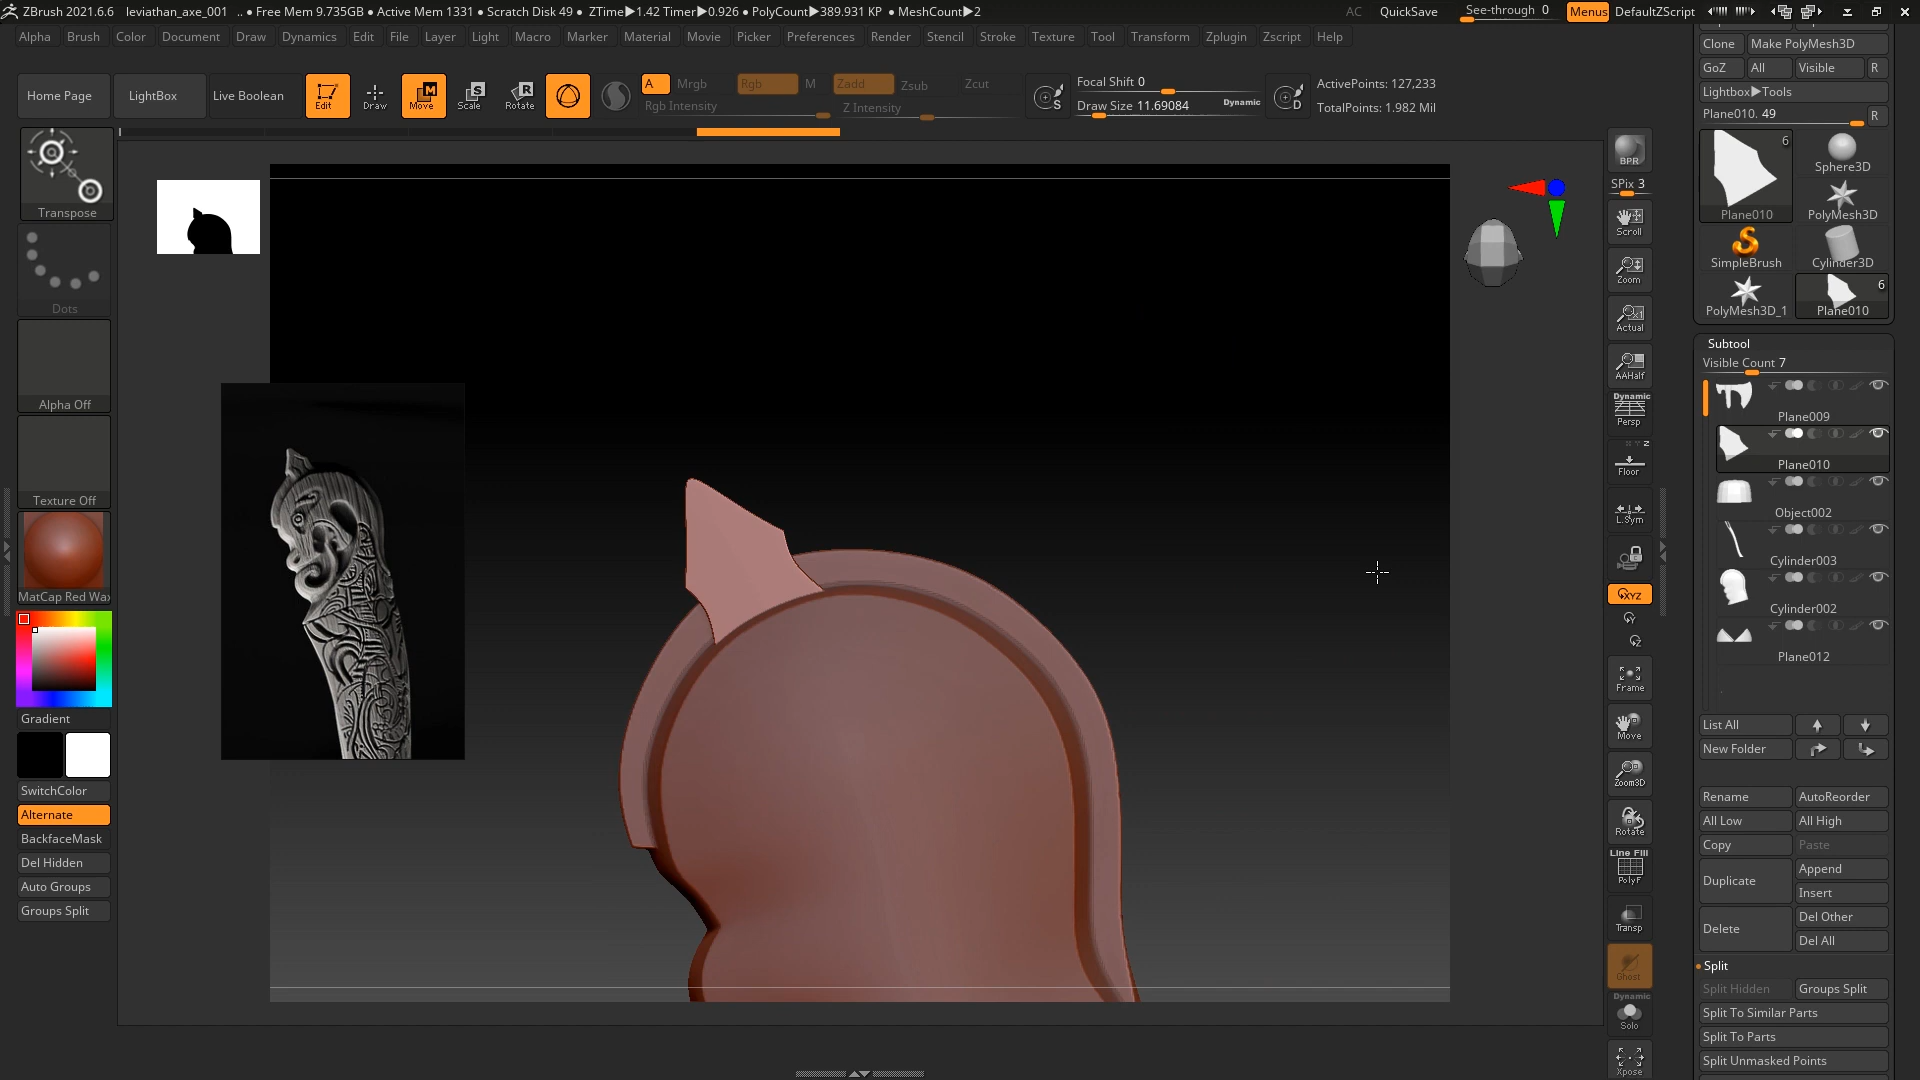 ZBrush 2021.6.6 leviathan_axe_001 .. • Free Mem 9.735GB • Active Mem 1331 • Scratch Disk 49 • ZTime▶1.42 Timer▶0.926 • PolyCount▶389.931 KP • MeshCount▶2 AC QuickSave See-through 0 Menus DefaultZScript
Alpha Brush Color Document Draw Dynamics Edit File Layer Light Macro Marker Material Movie Picker Preferences Render Stencil Stroke Texture Tool Transform Zplugin Zscript Help
Home Page LightBox Live Boolean Edit Draw Move Scale Rotate
A Mrgb Rgb M Zadd Zsub Zcut
Rgb Intensity Z Intensity
Focal Shift 0
Draw Size 11.69084 Dynamic
ActivePoints: 127,233
TotalPoints: 1.982 Mil
Transpose
Dots
Alpha Off
Texture Off
MatCap Red Wa
Gradient
SwitchColor
Alternate
BackfaceMask
Del Hidden
Auto Groups
Groups Split
BPR
SPix 3
Scroll
Zoom
Actual
AAHalf
Dynamic
Persp
Floor
L.Sym
XYZ
Y
Z
Frame
Move
Zoom3D
Rotate
Line Fill
PolyF
Transp
Ghost
Dynamic
Solo
Xpose
Clone Make PolyMesh3D
GoZ All Visible R
Lightbox▶Tools
Plane010. 49 R
6
Plane010 Sphere3D
PolyMesh3D
SimpleBrush Cylinder3D
6
PolyMesh3D_1 Plane010
Subtool
Visible Count 7
Plane009
Plane010
Object002
Cylinder003
Cylinder002
Plane012
List All
New Folder
Rename AutoReorder
All Low All High
Copy Paste
Duplicate Append
Insert
Delete Del Other
Del All
Split
Split Hidden Groups Split
Split To Similar Parts
Split To Parts
Split Unmasked Points